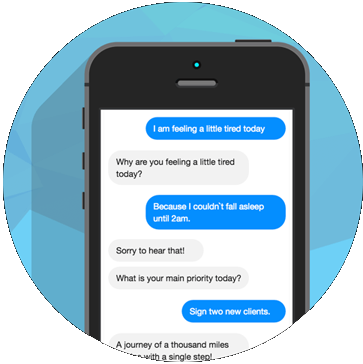 I am feeling a little tired today
Why are you feeling a little tired
today?
Because I couldn't fall asleep
until 2am.
Sorry to hear that!
What is your main priority today?
Sign two new clients.
A journey of a thousand miles
with a single step!